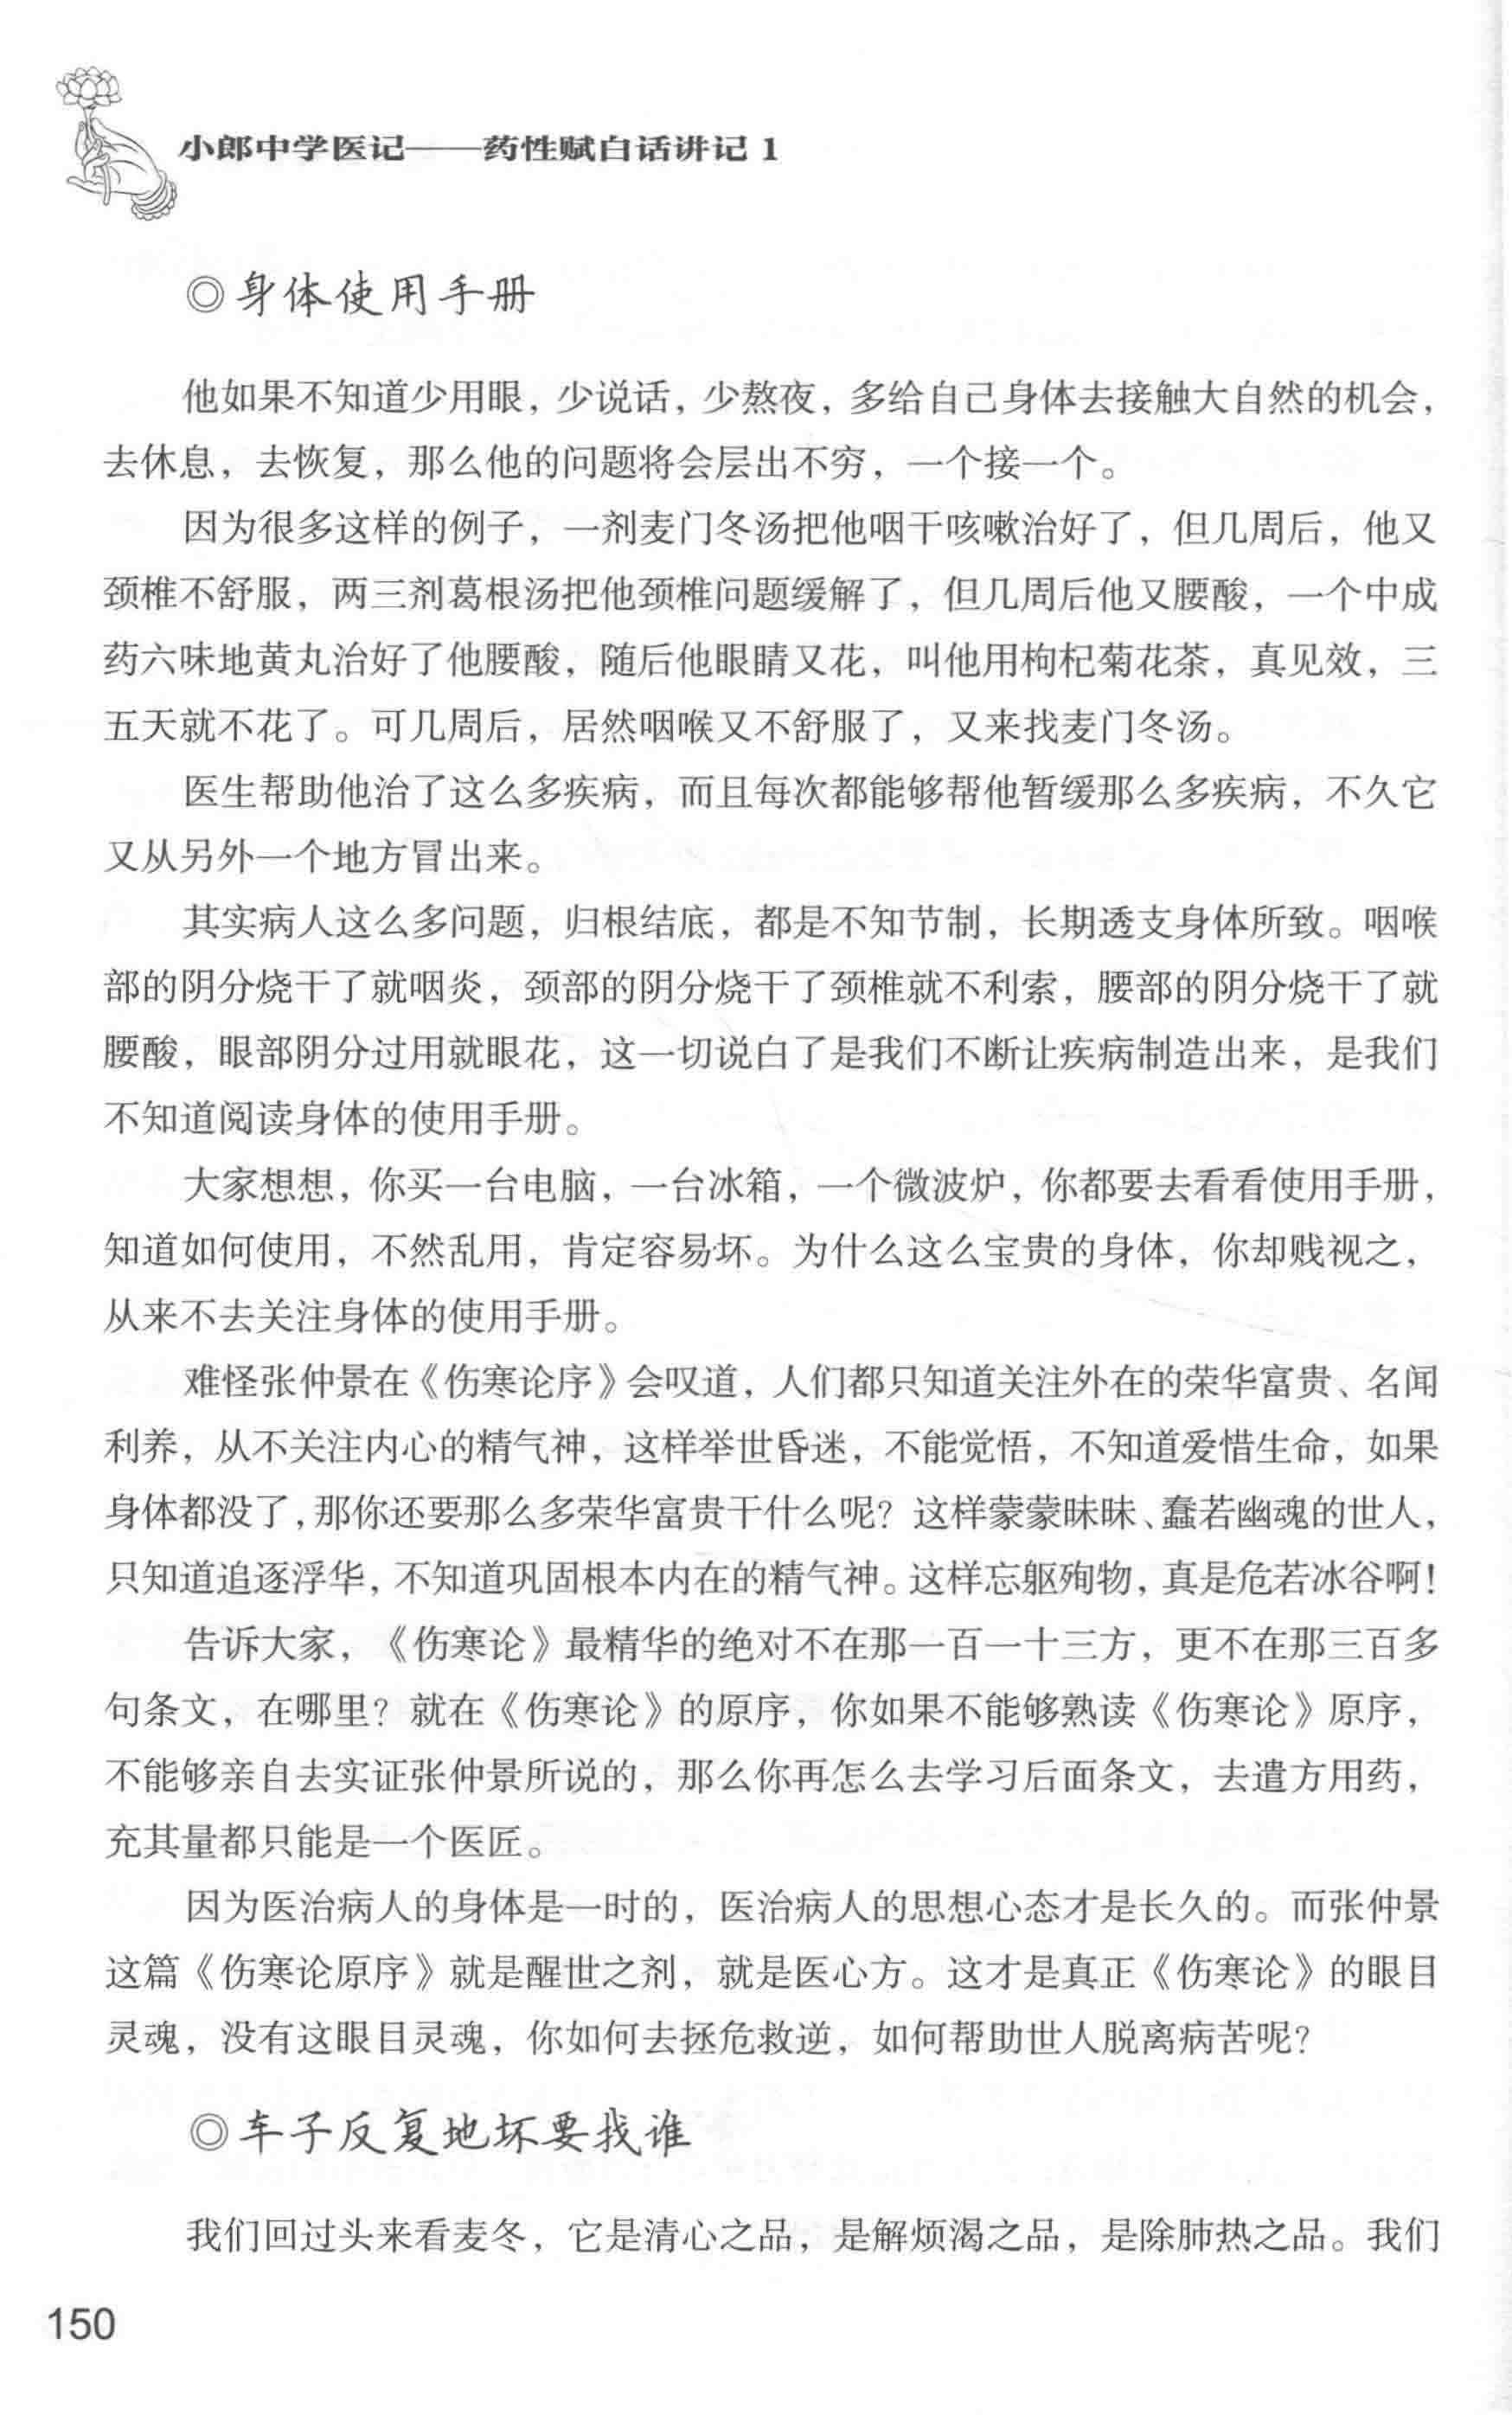 小郎中学医记——药性赋白话讲记 1
◎身体使用手册
他如果不知道少用眼，少说话，少熬夜，多给自己身体去接触大自然的机会，
去休息，去恢复，那么他的问题将会层出不穷，一个接一个。
因为很多这样的例子，一剂麦门冬汤把他咽干咳嗽治好了，但几周后，他又
颈椎不舒服，两三剂葛根汤把他颈椎问题缓解了，但几周后他又腰酸，一个中成
药六味地黄丸治好了他腰酸，随后他眼睛又花，叫他用枸杞菊花茶，真见效，三
五天就不花了。可几周后，居然咽喉又不舒服了，又来找麦门冬汤。
医生帮助他治了这么多疾病，而且每次都能够帮他暂缓那么多疾病，不久它
又从另外一个地方冒出来。
其实病人这么多问题，归根结底，都是不知节制，长期透支身体所致。咽喉
部的阴分烧干了就咽炎，颈部的阴分烧干了颈椎就不利索，腰部的阴分烧干了就
腰酸，眼部阴分过用就眼花，这一切说白了是我们不断让疾病制造出来，是我们
不知道阅读身体的使用手册。
大家想想，你买一台电脑，一台冰箱，一个微波炉，你都要去看看使用手册，
知道如何使用，不然乱用，肯定容易坏。为什么这么宝贵的身体，你却贱视之，
从来不去关注身体的使用手册。
难怪张仲景在《伤寒论序》会叹道，人们都只知道关注外在的荣华富贵、名闻
利养，从不关注内心的精气神，这样举世昏迷，不能觉悟，不知道爱惜生命，如果
身体都没了，那你还要那么多荣华富贵干什么呢？这样蒙蒙昧昧、蠢若幽魂的世人，
只知道追逐浮华，不知道巩固根本内在的精气神。这样忘躯殉物，真是危若冰谷啊！
告诉大家，《伤寒论》最精华的绝对不在那一百一十三方，更不在那三百多
句条文，在哪里？就在《伤寒论》的原序，你如果不能够熟读《伤寒论》原序，
不能够亲自去实证张仲景所说的，那么你再怎么去学习后面条文，去遣方用药，
充其量都只能是一个医匠。
因为医治病人的身体是一时的，医治病人的思想心态才是长久的。而张仲景
这篇《伤寒论原序》就是醒世之剂，就是医心方。这才是真正《伤寒论》的眼目
灵魂，没有这眼目灵魂，你如何去拯危救逆，如何帮助世人脱离病苦呢？
◎车子反复地坏要找谁
我们回过头来看麦冬，它是清心之品，是解烦渴之品，是除肺热之品。我们
150